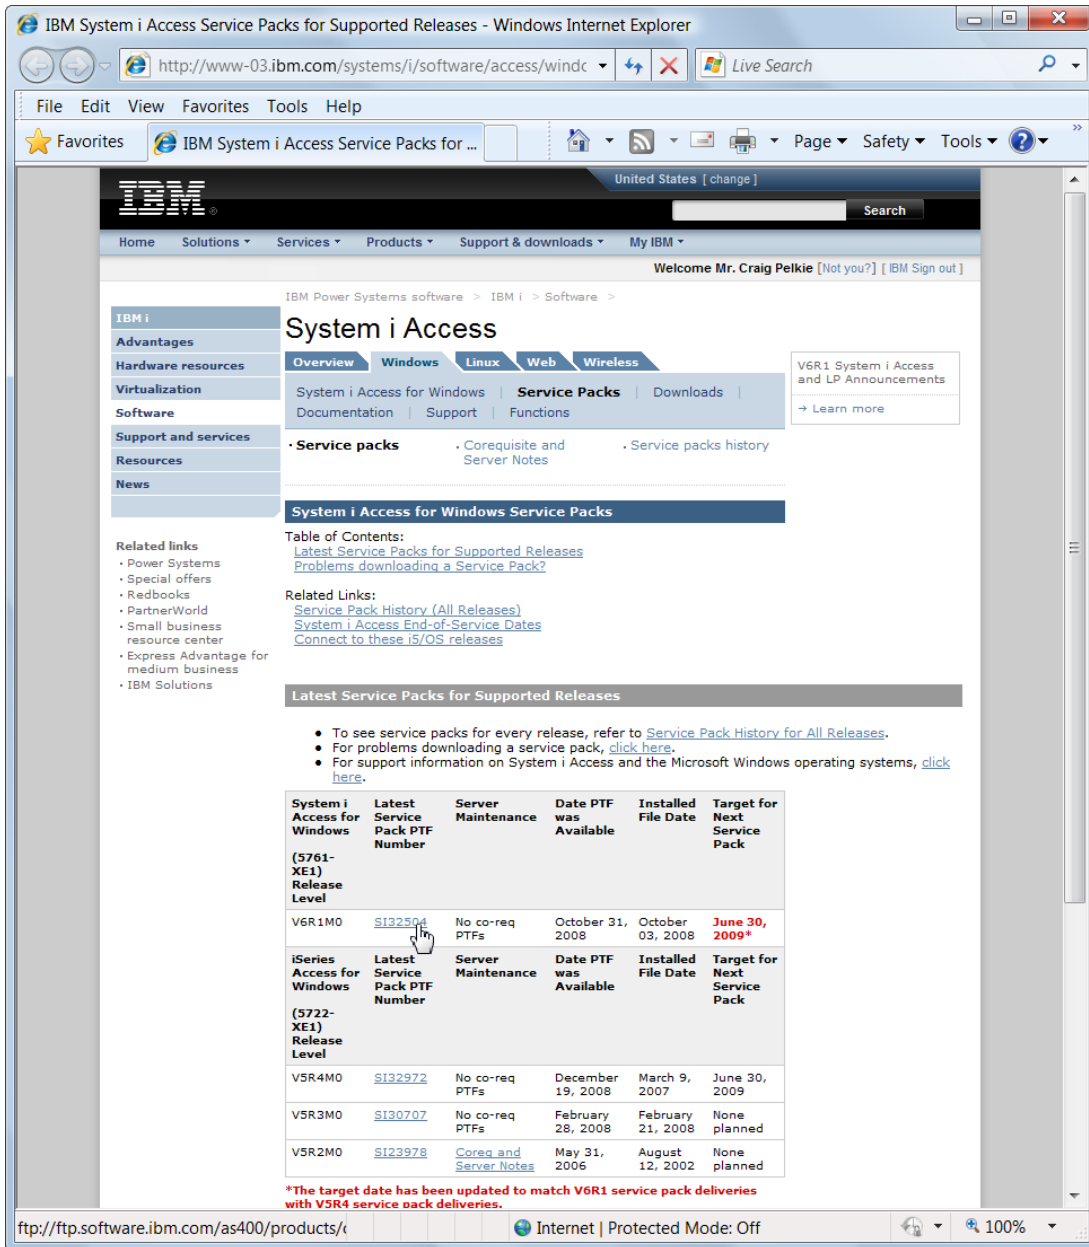 IBM System i Access Service Packs for Supported Releases - Windows Internet Explorer
http://www-03.ibm.com/systems/i/software/access/windc
Live Search
File Edit View Favorites Tools Help
Favorites
IBM System i Access Service Packs for ...
Page Safety Tools
United States [ change ]
IBM ®
Search
Home Solutions Services Products Support & downloads My IBM
Welcome Mr. Craig Pelkie [Not you?] [ IBM Sign out ]
IBM Power Systems software > IBM i > Software >
IBM i
Advantages
Hardware resources
Virtualization
Software
Support and services
Resources
News
Related links
· Power Systems
· Special offers
· Redbooks
· PartnerWorld
· Small business
resource center
· Express Advantage for
medium business
· IBM Solutions
System i Access
Overview Windows Linux Web Wireless
System i Access for Windows | Service Packs | Downloads |
Documentation | Support | Functions
· Service packs
· Corequisite and
Server Notes
· Service packs history
V6R1 System i Access
and LP Announcements
→ Learn more
System i Access for Windows Service Packs
Table of Contents:
Latest Service Packs for Supported Releases
Problems downloading a Service Pack?
Related Links:
Service Pack History (All Releases)
System i Access End-of-Service Dates
Connect to these i5/OS releases
Latest Service Packs for Supported Releases
• To see service packs for every release, refer to Service Pack History for All Releases.
• For problems downloading a service pack, click here.
• For support information on System i Access and the Microsoft Windows operating systems, click
here.
System i Latest Server Date PTF Installed Target for
Access for Service Maintenance was File Date Next
Windows Pack PTF Available Service
Number Pack
(5761-
XE1)
Release
Level
V6R1M0 SI32504 No co-req October 31, October June 30,
PTFs 2008 03, 2008 2009*
iSeries Latest Server Date PTF Installed Target for
Access for Service Maintenance was File Date Next
Windows Pack PTF Available Service
Number Pack
(5722-
XE1)
Release
Level
V5R4M0 SI32972 No co-req December March 9, June 30,
PTFs 19, 2008 2007 2009
V5R3M0 SI30707 No co-req February February None
PTFs 28, 2008 21, 2008 planned
V5R2M0 SI23978 Coreq and May 31, August None
Server Notes 2006 12, 2002 planned
*The target date has been updated to match V6R1 service pack deliveries
with V5R4 service pack deliveries.
ftp://ftp.software.ibm.com/as400/products/
Internet | Protected Mode: Off
100%